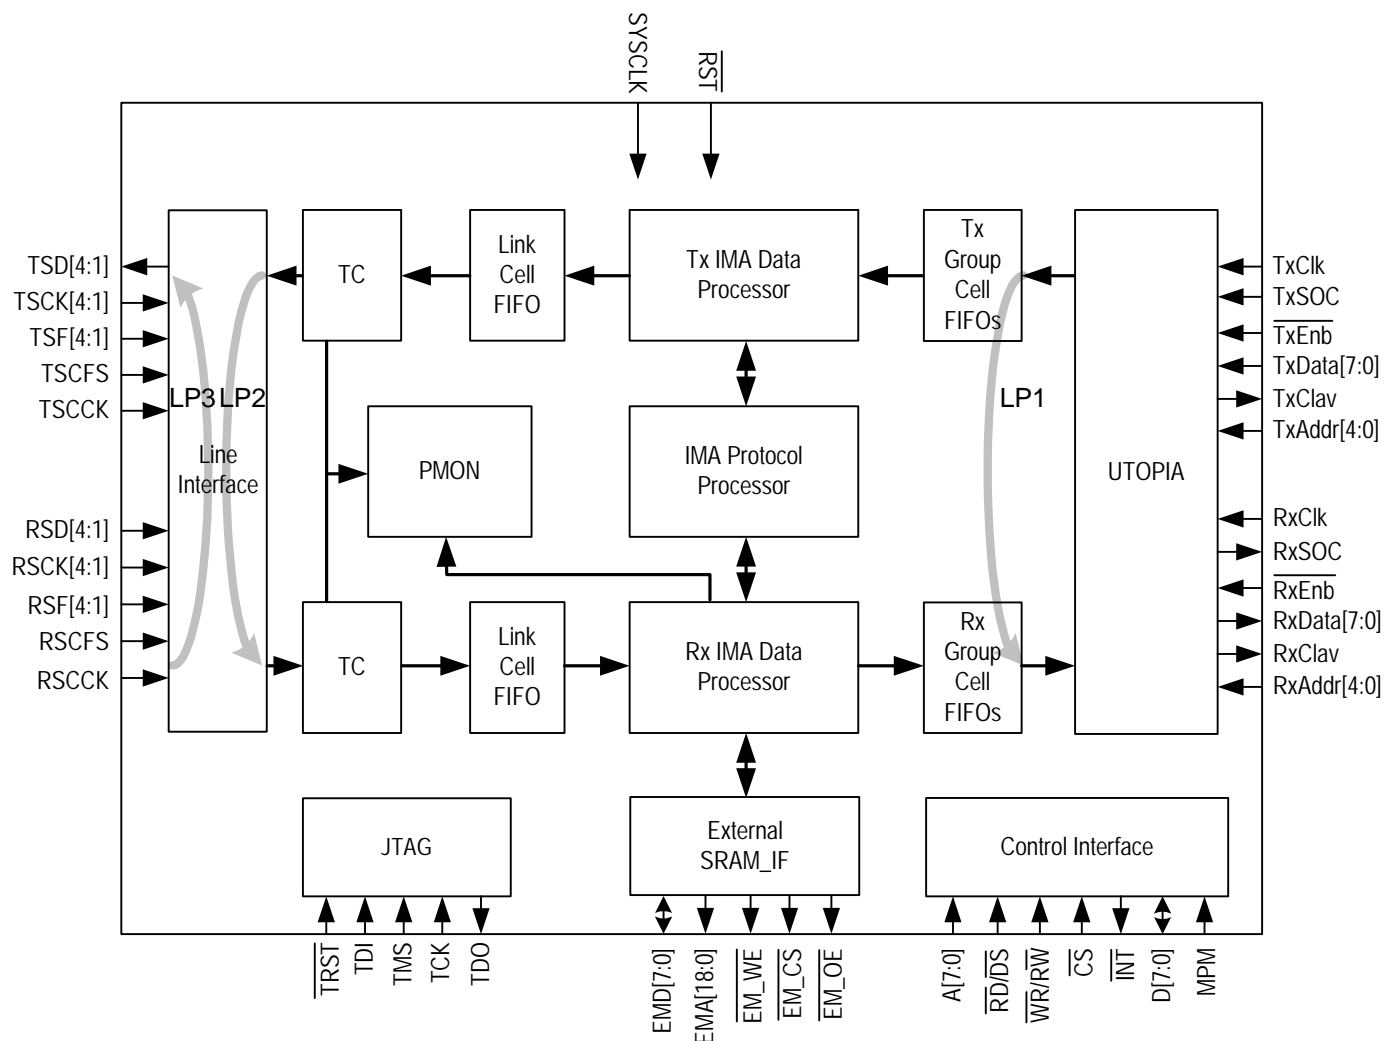 SYSCLK
RST
TSD[4:1]
TSCK[4:1]
TSF[4:1]
TSCFS
TSCCK
RSD[4:1]
RSCK[4:1]
RSF[4:1]
RSCFS
RSCCK
LP3 LP2
Line
Interface
TC
Link
Cell
FIFO
Tx IMA Data
Processor
Tx
Group
Cell
FIFOs
PMON
IMA Protocol
Processor
LP1
UTOPIA
TC
Link
Cell
FIFO
Rx IMA Data
Processor
Rx
Group
Cell
FIFOs
TxClk
TxSOC
TxEnb
TxData[7:0]
TxClav
TxAddr[4:0]
RxClk
RxSOC
RxEnb
RxData[7:0]
RxClav
RxAddr[4:0]
JTAG
External
SRAM_IF
Control Interface
TRST
TDI
TMS
TCK
TDO
EMD[7:0]
EMA[18:0]
EM_WE
EM_CS
EM_OE
A[7:0]
RD/DS
WR/RW
CS
INT
D[7:0]
MPM